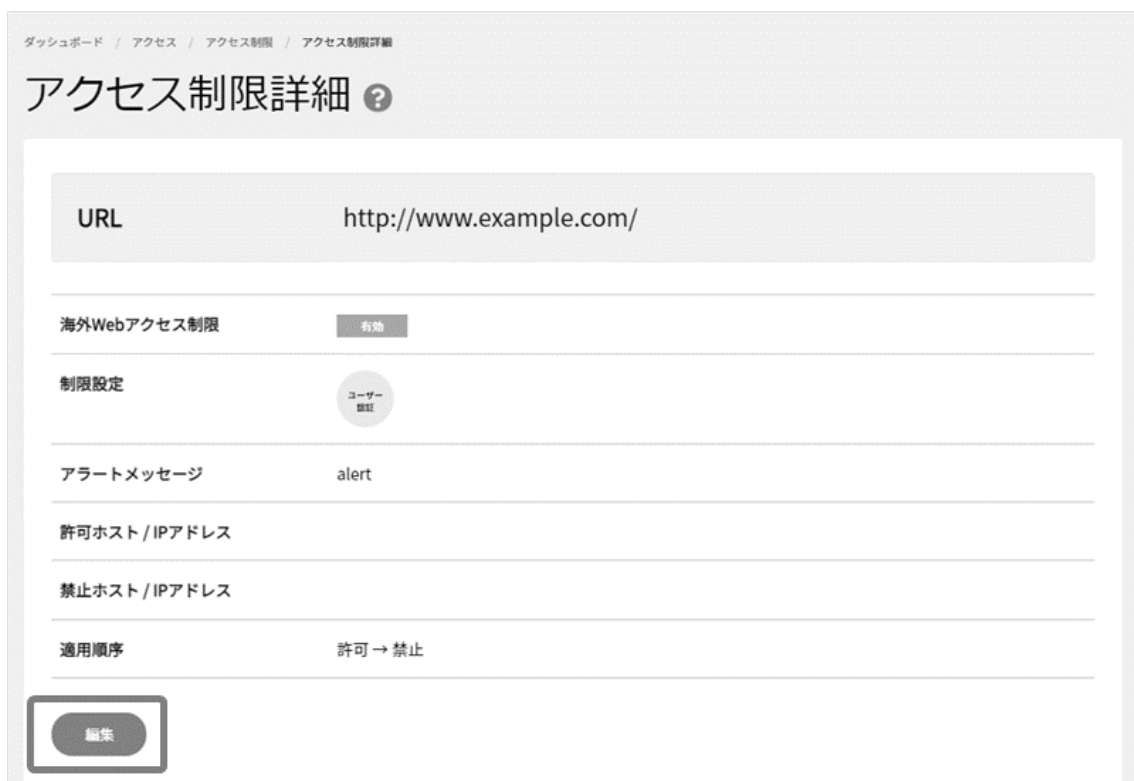 ダッシュボード / アクセス / アクセス制限 / アクセス制限詳細
アクセス制限詳細 ?
URL http://www.example.com/
海外Webアクセス制限 有効
制限設定 ユーザー
認証
アラートメッセージ alert
許可ホスト / IPアドレス
禁止ホスト / IPアドレス
適用順序 許可 → 禁止
編集